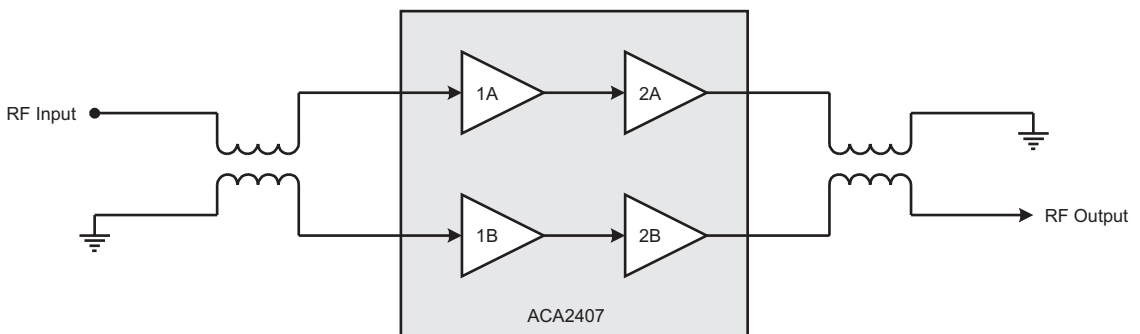 RF Input
1A
2A
1B
2B
RF Output
ACA2407